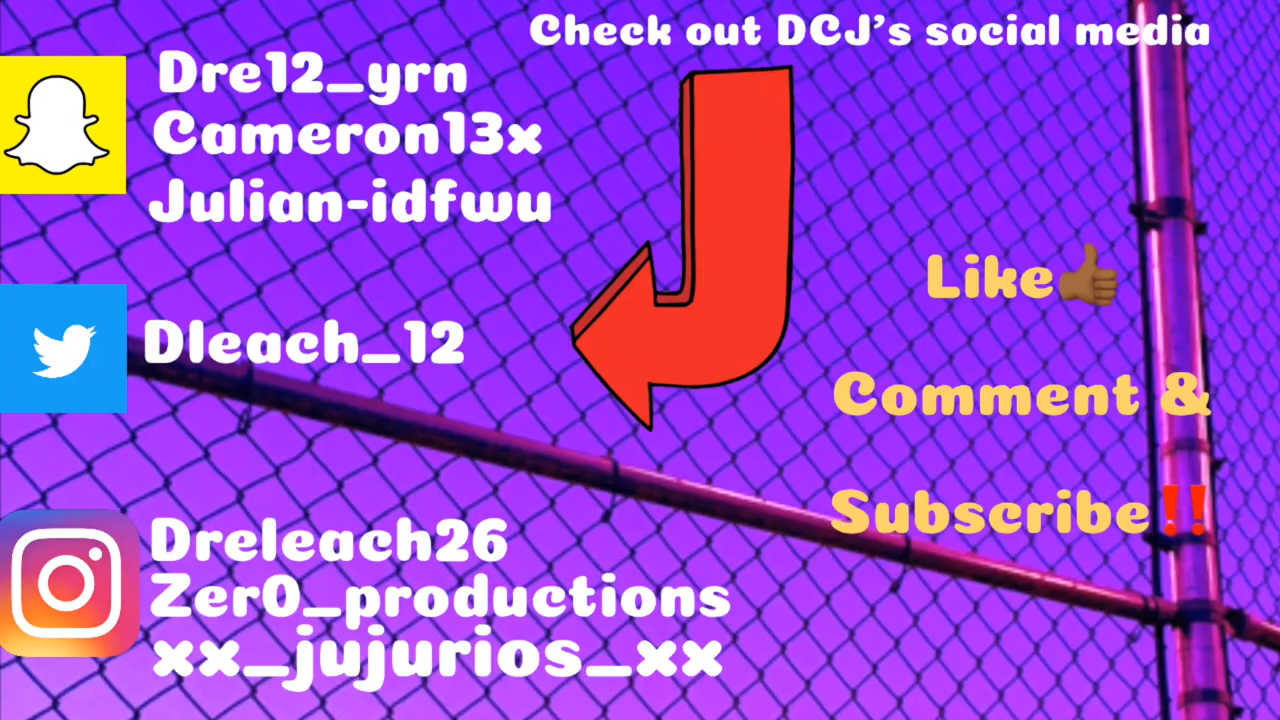 Check out DCJ's social media
Dre12_yrn
Cameron13x
Julian-idfwu
Dleach_12
Dreleach26
Zer0_productions
xx_jujurios_xx
Like👍🏾
Comment &
Subscribe‼️